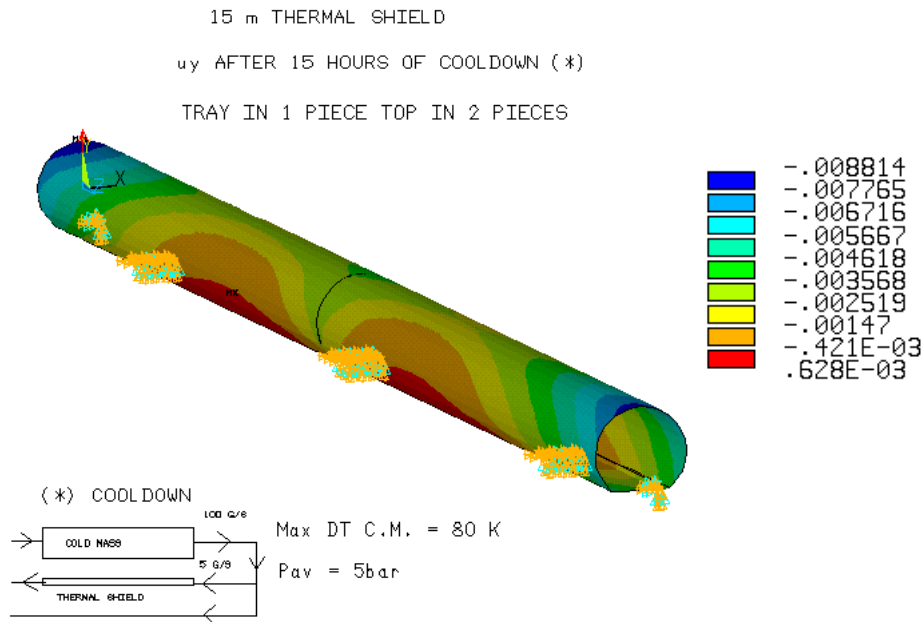 15 m THERMAL SHIELD
uy AFTER 15 HOURS OF COOLDOWN (*)
TRAY IN 1 PIECE TOP IN 2 PIECES
X
-.008814
-.007765
-.006716
-.005667
-.004618
-.003568
-.002519
-.00147
-.421E-03
.628E-03
MX
(*) COOLDOWN
100 G/S
COLD MASS
5 G/S
THERMAL SHIELD
Max DT C.M. = 80 K
Pav = 5bar